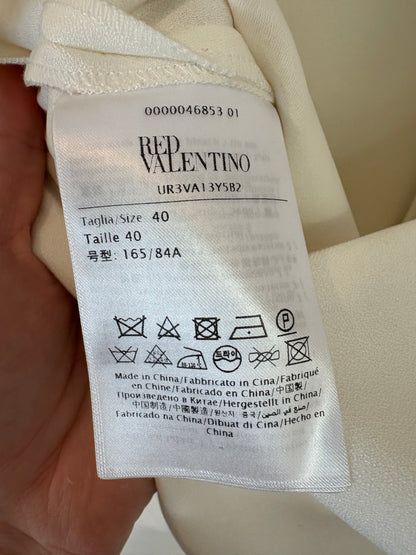 0000046853 01
RED
VALENTINO
UR3VA13Y5B2
Taglia/Size 40
Taille 40
号型: 165/84A
P
드라이
Made in China/Fabbricato in Cina/Fabriqué
en Chine/Fabricado en China/中国製/
Произведено в Китае/Hergestellt in China/
中国制造/中國製造/원산지: 중국/صنع في الصين/
Fabricado na China/Dibuat di Cina/Hecho en
China